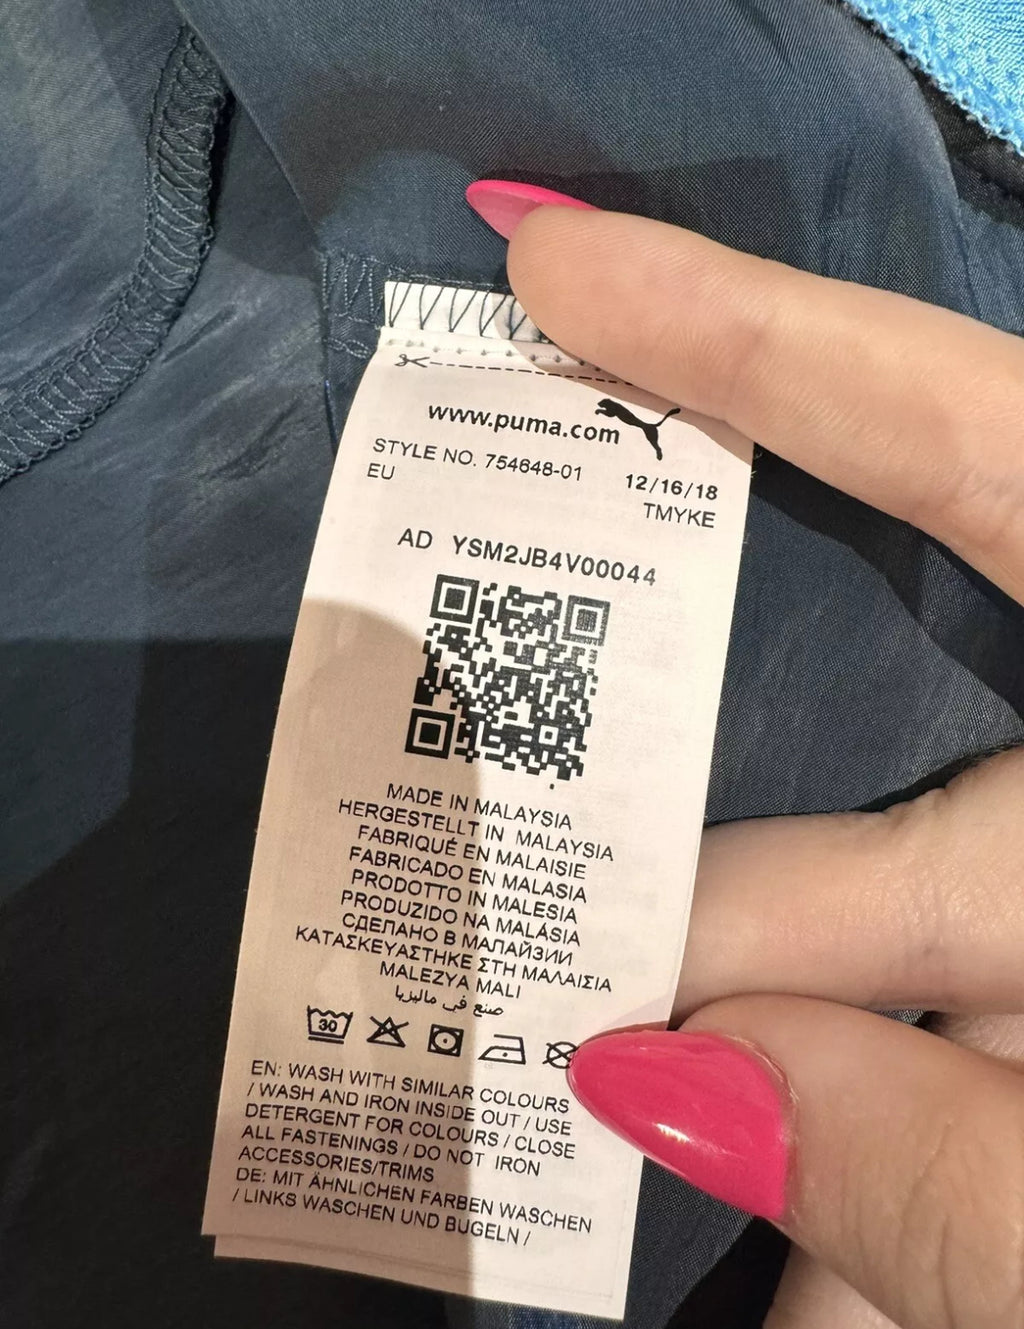 www.puma.com
STYLE NO. 754648-01
EU
12/16/18
TMYKE
AD YSM2JB4V00044
MADE IN MALAYSIA
HERGESTELLT IN MALAYSIA
FABRIQUÉ EN MALAISIE
FABRICADO EN MALASIA
PRODOTTO IN MALESIA
PRODUZIDO NA MALÁSIA
СДЕЛАНО В МАЛАЙЗИИ
ΚΑΤΑΣΚΕΥΑΣΤΗΚΕ ΣΤΗ ΜΑΛΑΙΣΙΑ
MALEZYA MALI
صنع في ماليزيا
30
EN: WASH WITH SIMILAR COLOURS
/ WASH AND IRON INSIDE OUT / USE
DETERGENT FOR COLOURS / CLOSE
ALL FASTENINGS / DO NOT IRON
ACCESSORIES/TRIMS
DE: MIT ÄHNLICHEN FARBEN WASCHEN
/ LINKS WASCHEN UND BUGELN /